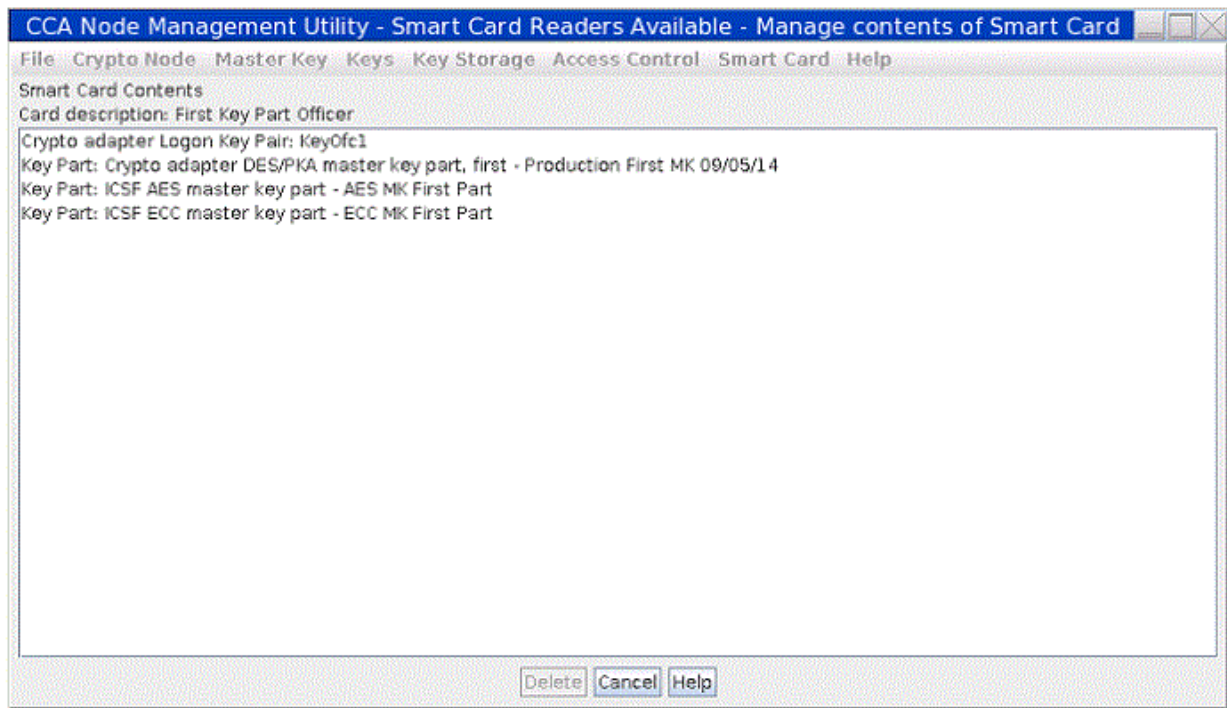 CCA Node Management Utility - Smart Card Readers Available - Manage contents of Smart Card
File Crypto Node Master Key Keys Key Storage Access Control Smart Card Help
Smart Card Contents
Card description: First Key Part Officer
Crypto adapter Logon Key Pair: KeyOfc1
Key Part: Crypto adapter DES/PKA master key part, first - Production First MK 09/05/14
Key Part: ICSF AES master key part - AES MK First Part
Key Part: ICSF ECC master key part - ECC MK First Part
Delete Cancel Help